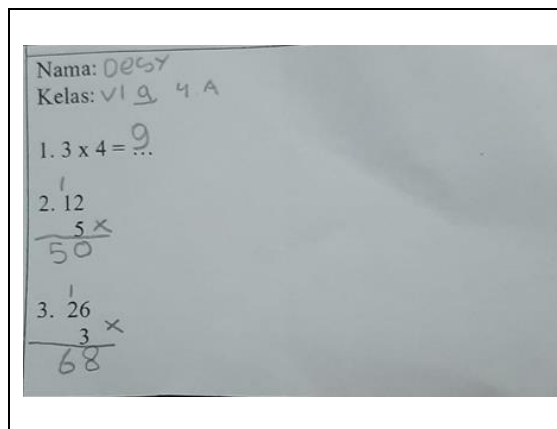 Nama: Desy
Kelas: VI a 4 A
1. 3 x 4 = 9...
1
2. 12
5 x
50
1
3. 26
3 x
68